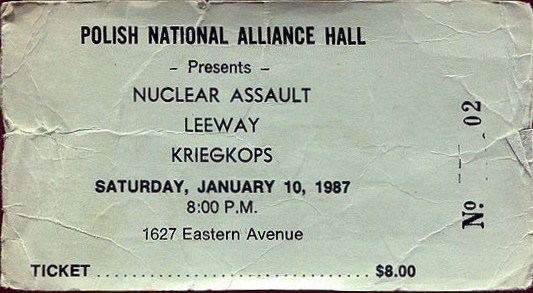 POLISH NATIONAL ALLIANCE HALL
– Presents –
NUCLEAR ASSAULT
LEEWAY
KRIEGKOPS
SATURDAY, JANUARY 10, 1987
8:00 P.M.
1627 Eastern Avenue
TICKET ................................ $8.00
Nº 02